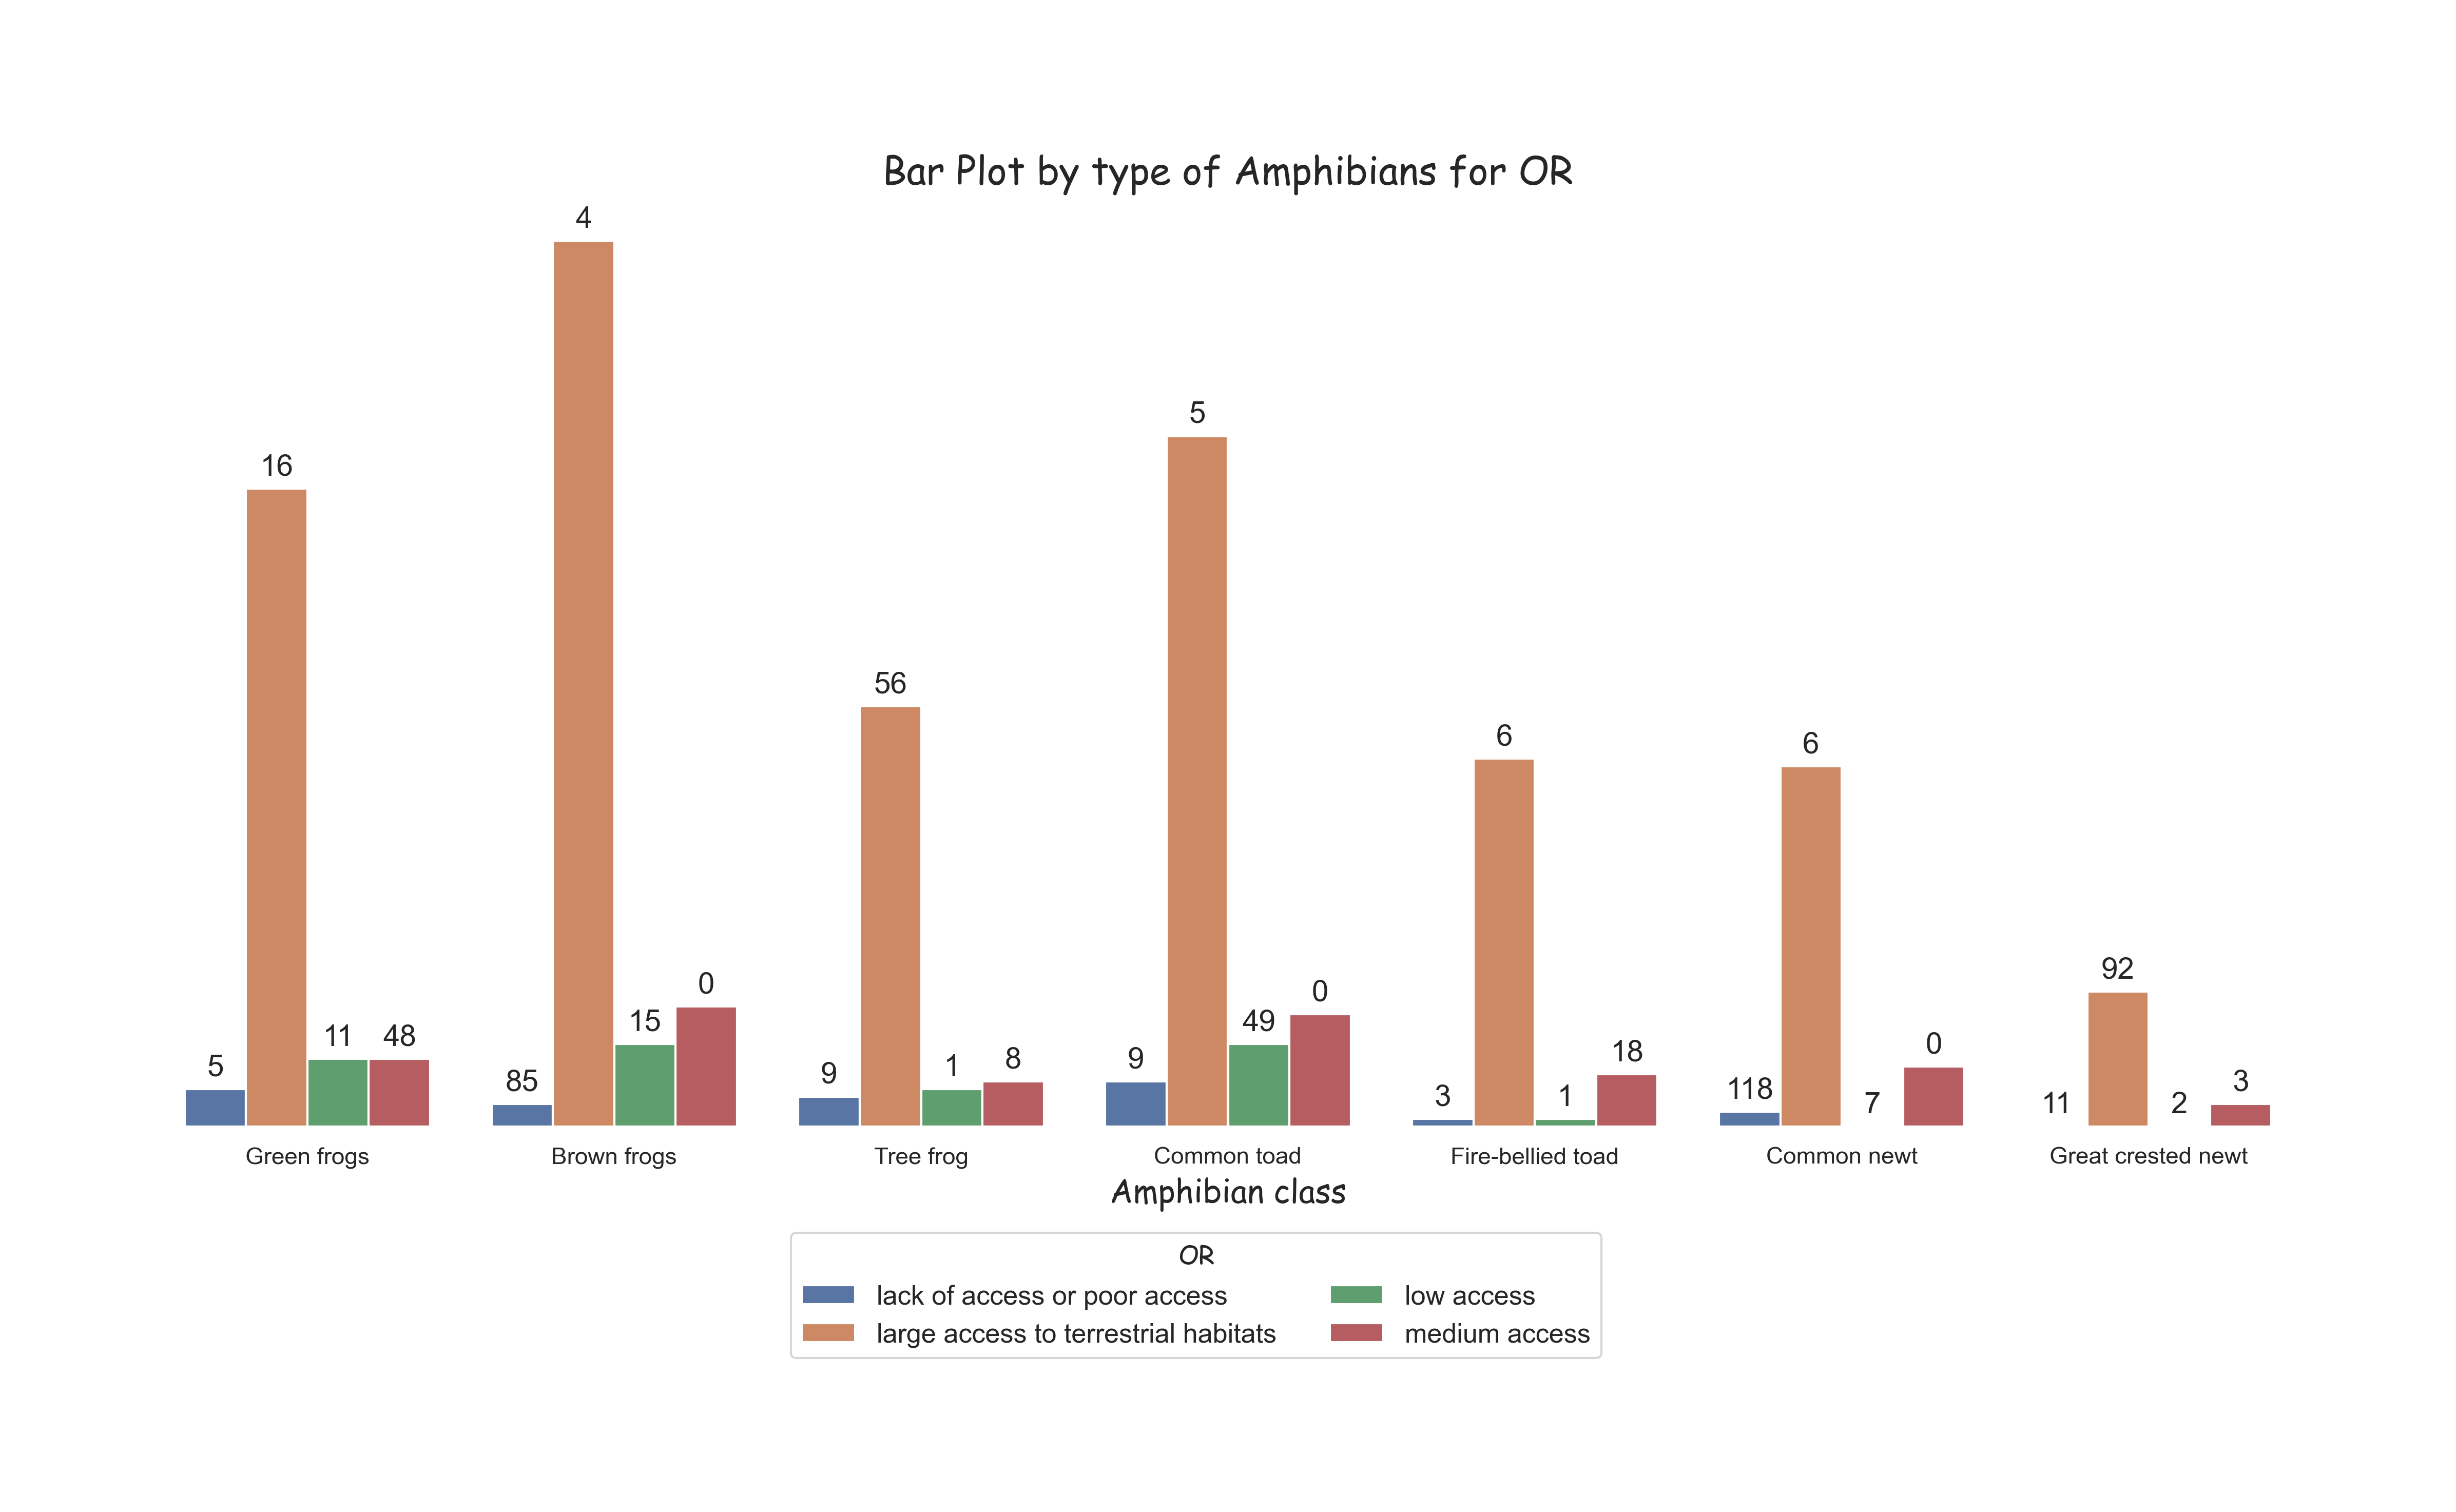 Bar Plot by type of Amphibians for OR
4
5
16
56
6
6
92
0
0
15
49
11
48
0
5
85
9
1
8
9
3
1
18
118
7
11
2
3
Green frogs
Brown frogs
Tree frog
Common toad
Fire-bellied toad
Common newt
Great crested newt
Amphibian class
OR
lack of access or poor access
low access
large access to terrestrial habitats
medium access